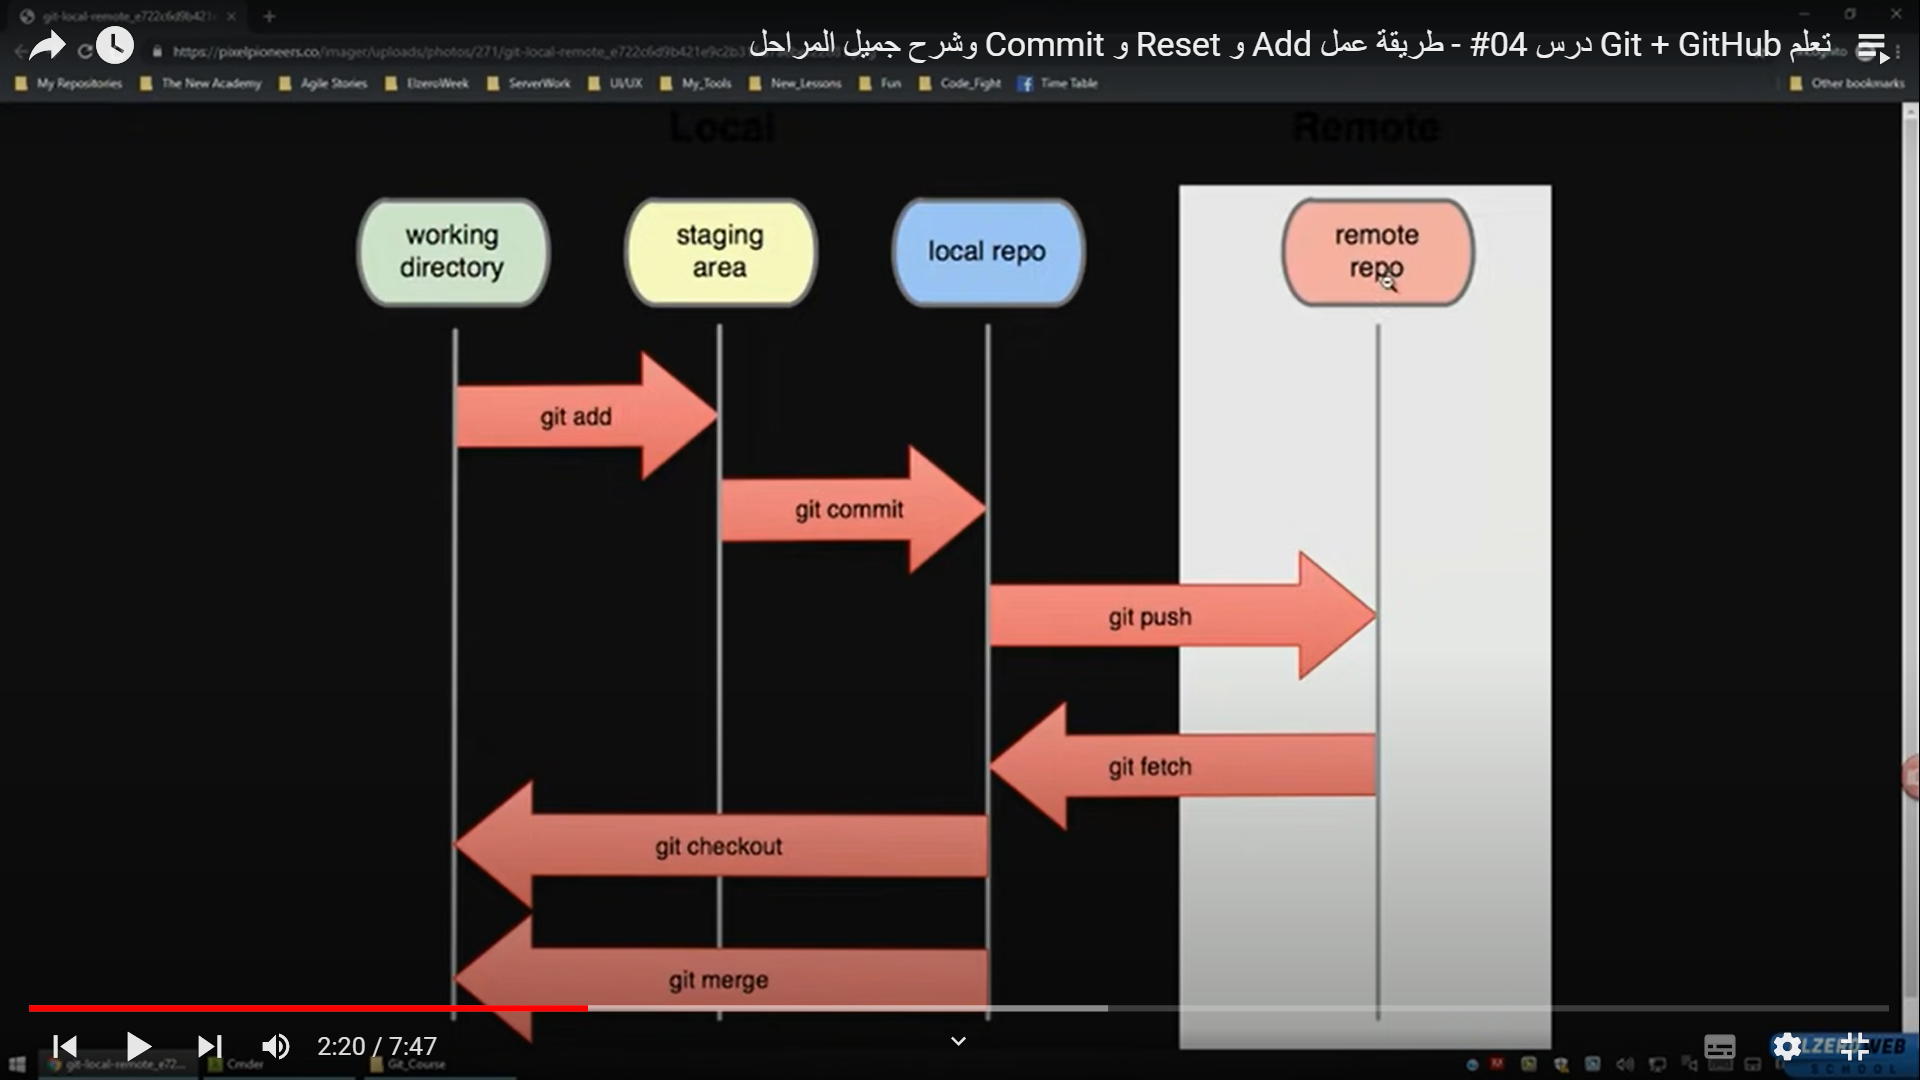 git-local-remote_e722c6d9b421
تعلم Git + GitHub درس 04# - طريقة عمل Add و Reset و Commit وشرح جميل المراحل
https://pixelpioneers.co/imager/uploads/photos/271/git-local-remote_e722c6d9b421e9c2b
My Repositories The New Academy Agile Stories ElzeroWeek ServerWork UI/UX My_Tools New_Lessons Fun Code_Fight Time Table Other bookmarks
Local Remote
working
directory
staging
area
local repo
remote
repo
git add
git commit
git push
git fetch
git checkout
git merge
2:20 / 7:47
git-local-remote_e72... Cmder Git_Course
ELZERO WEB
SCHOOL